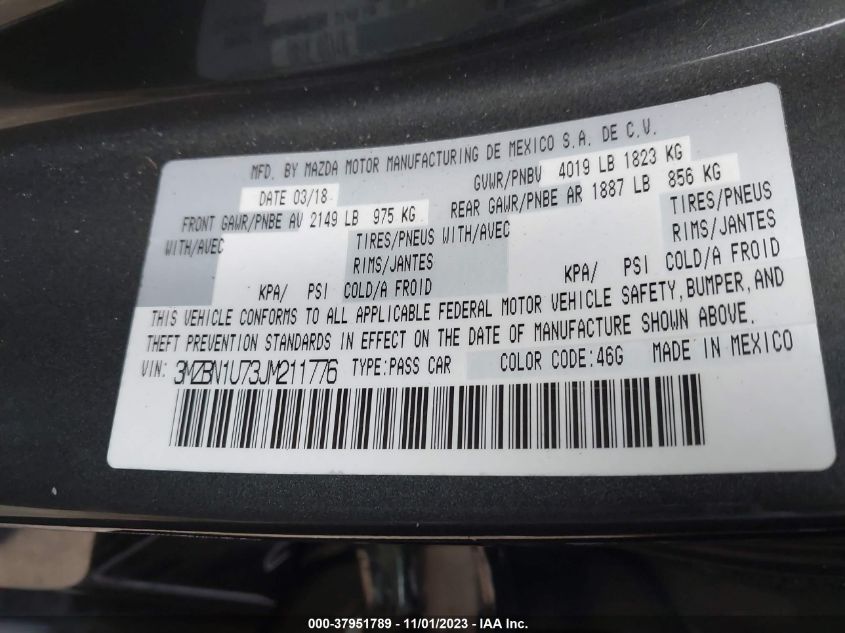 MFD. BY MAZDA MOTOR MANUFACTURING DE MEXICO S.A. DE C.V.
DATE 03/18 GVWR/PNBV 4019 LB 1823 KG
FRONT GAWR/PNBE AV 2149 LB 975 KG REAR GAWR/PNBE AR 1887 LB 856 KG
WITH/AVEC TIRES/PNEUS WITH/AVEC TIRES/PNEUS
RIMS/JANTES RIMS/JANTES
KPA/ PSI COLD/A FROID KPA/ PSI COLD/A FROID
THIS VEHICLE CONFORMS TO ALL APPLICABLE FEDERAL MOTOR VEHICLE SAFETY, BUMPER, AND
THEFT PREVENTION STANDARDS IN EFFECT ON THE DATE OF MANUFACTURE SHOWN ABOVE.
VIN: 3MZBN1U73JM211776 TYPE:PASS CAR COLOR CODE:46G MADE IN MEXICO
000-37951789 - 11/01/2023 - IAA Inc.